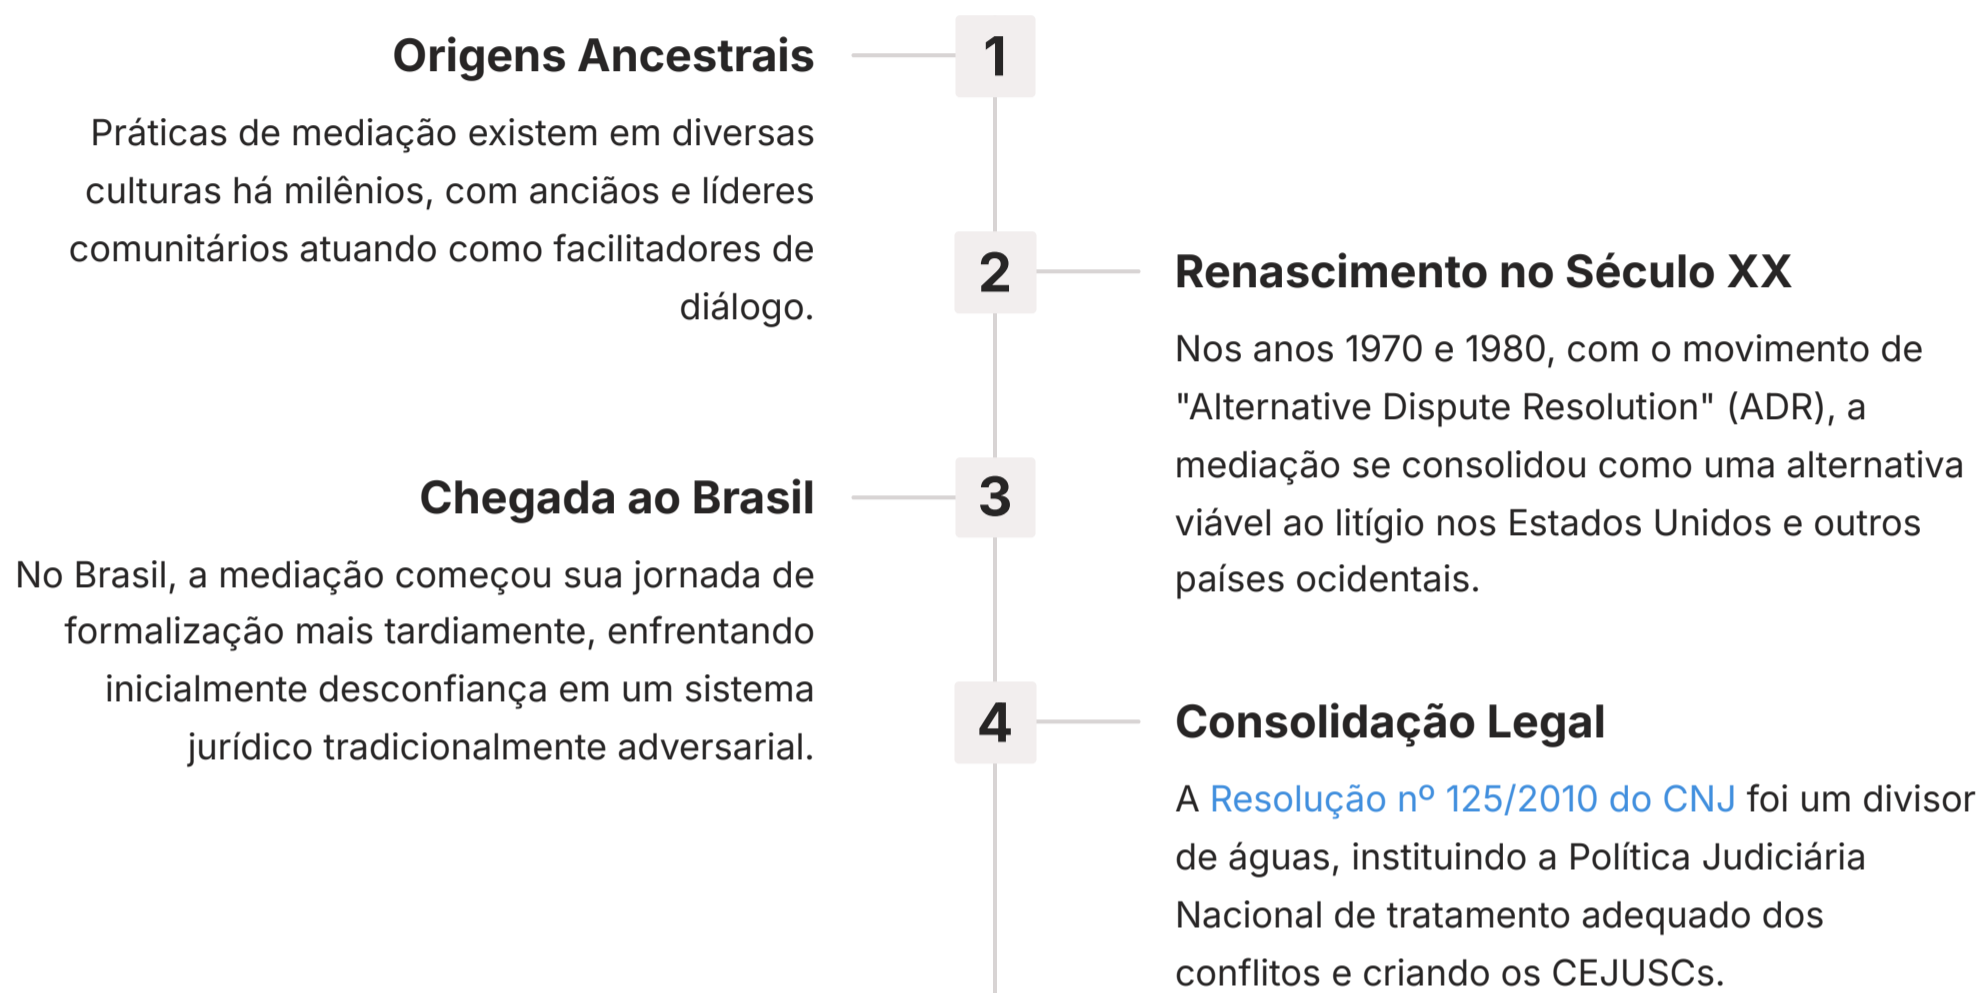 Origens Ancestrais
1
Práticas de mediação existem em diversas
culturas há milênios, com anciãos e líderes
comunitários atuando como facilitadores de
diálogo.
2
Renascimento no Século XX
Nos anos 1970 e 1980, com o movimento de
"Alternative Dispute Resolution" (ADR), a
mediação se consolidou como uma alternativa
viável ao litígio nos Estados Unidos e outros
países ocidentais.
Chegada ao Brasil
3
No Brasil, a mediação começou sua jornada de
formalização mais tardiamente, enfrentando
inicialmente desconfiança em um sistema
jurídico tradicionalmente adversarial.
4
Consolidação Legal
A Resolução nº 125/2010 do CNJ foi um divisor
de águas, instituindo a Política Judiciária
Nacional de tratamento adequado dos
conflitos e criando os CEJUSCs.